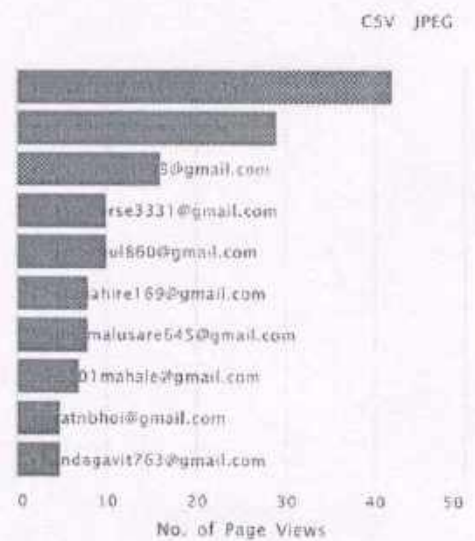 CSV JPEG
8@gmail.com
rse3331@gmail.com
ul860@gmail.com
ahire169@gmail.com
malusare645@gmail.com
01mahale@gmail.com
atnbhoi@gmail.com
ndagavit763@gmail.com
0 10 20 30 40 50
No. of Page Views